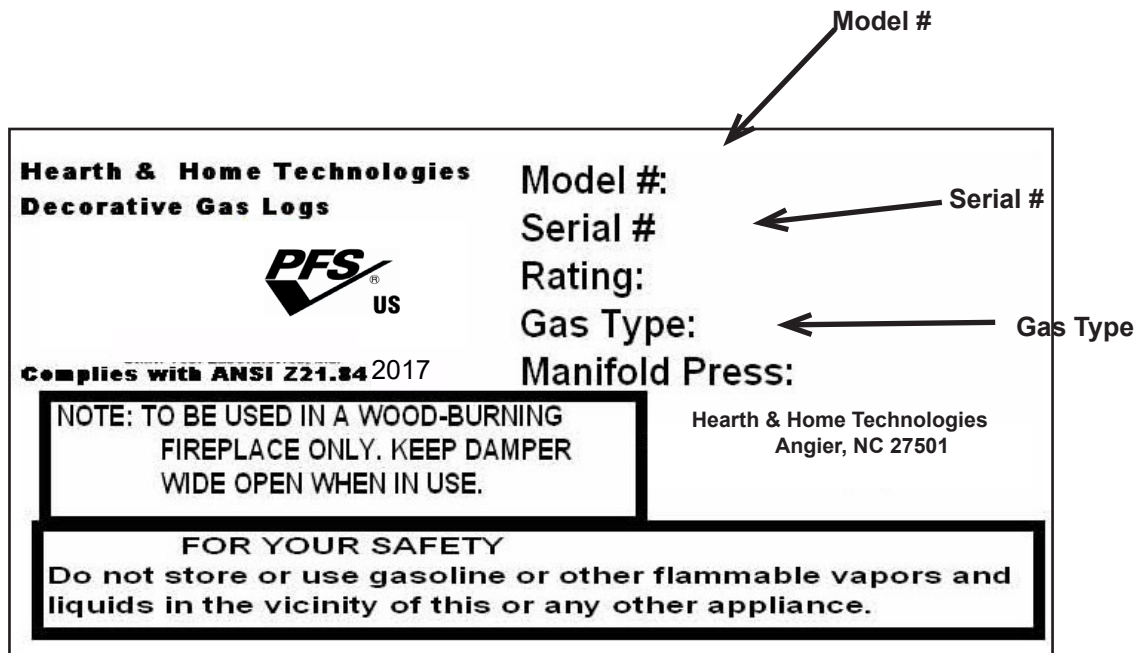 Model #
Hearth & Home Technologies
Decorative Gas Logs
PFS
®
US
Complies with ANSI Z21.84 2017
Model #:
Serial #
Rating:
Gas Type:
Manifold Press:
Serial #
Gas Type
Hearth & Home Technologies
Angier, NC 27501
NOTE: TO BE USED IN A WOOD-BURNING
FIREPLACE ONLY. KEEP DAMPER
WIDE OPEN WHEN IN USE.
FOR YOUR SAFETY
Do not store or use gasoline or other flammable vapors and
liquids in the vicinity of this or any other appliance.